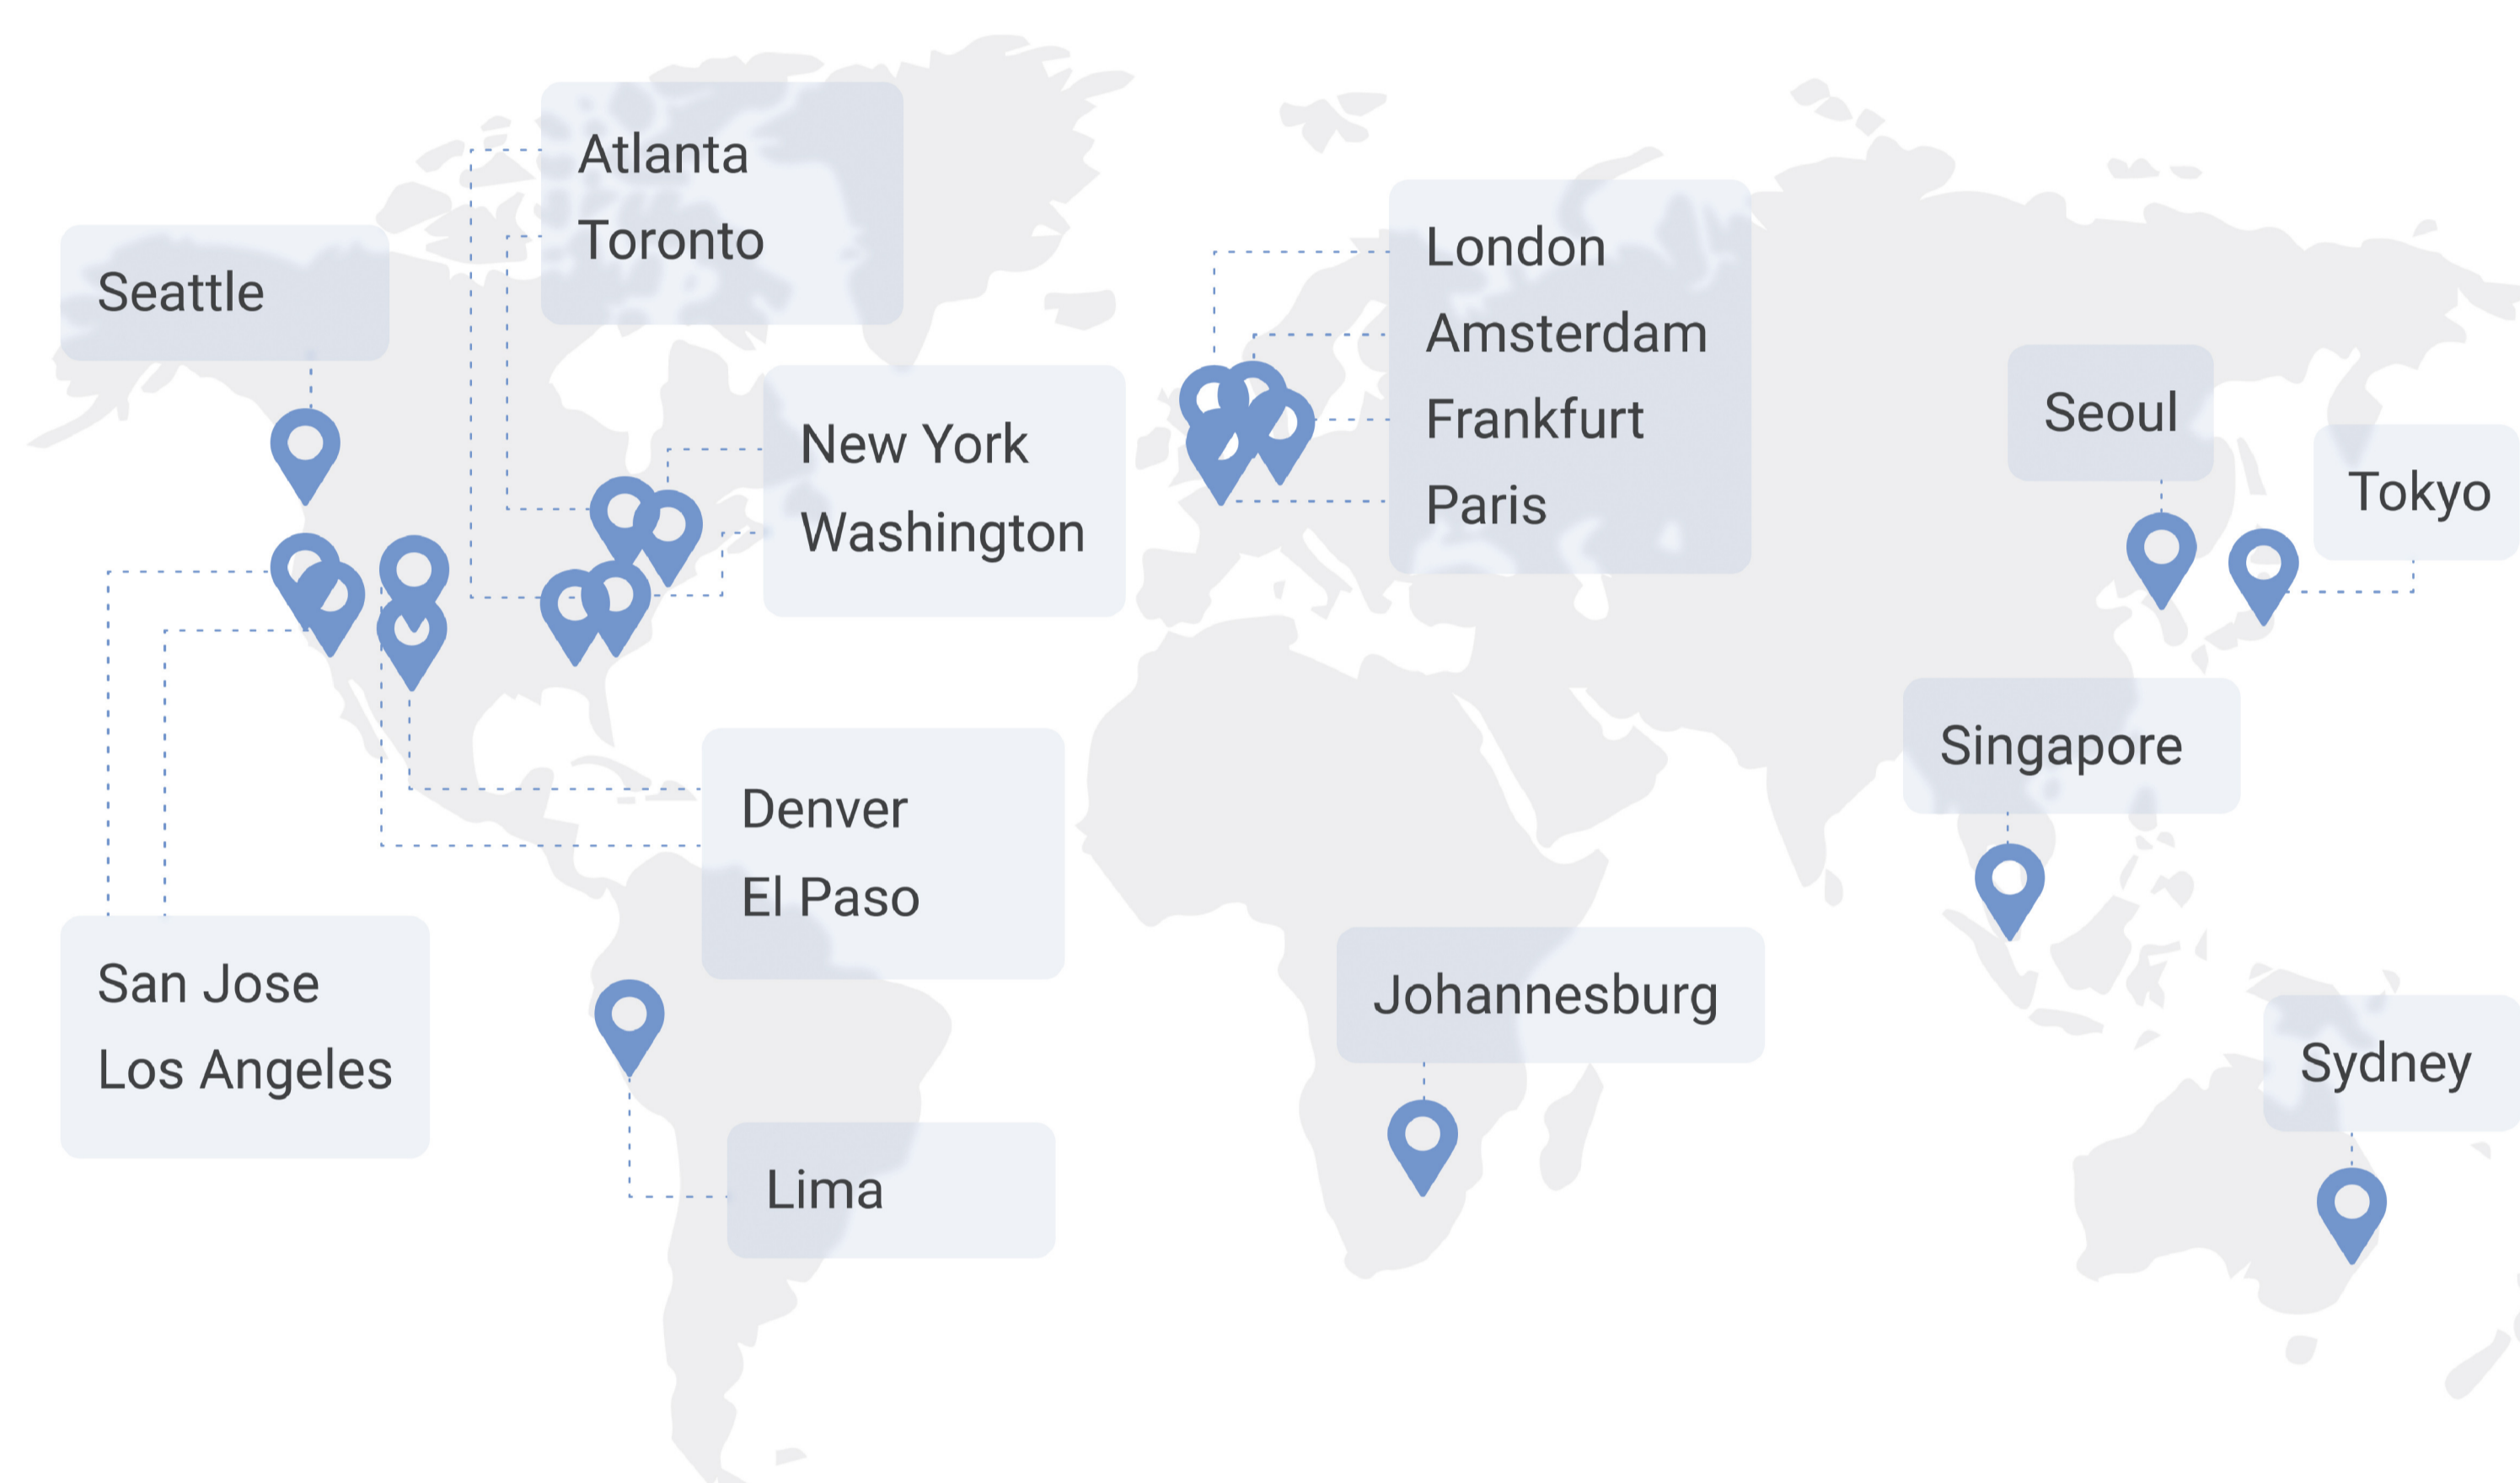 Atlanta
Toronto
Seattle
New York
Washington
London
Amsterdam
Frankfurt
Paris
Seoul
Tokyo
Singapore
Denver
El Paso
San Jose
Los Angeles
Johannesburg
Sydney
Lima